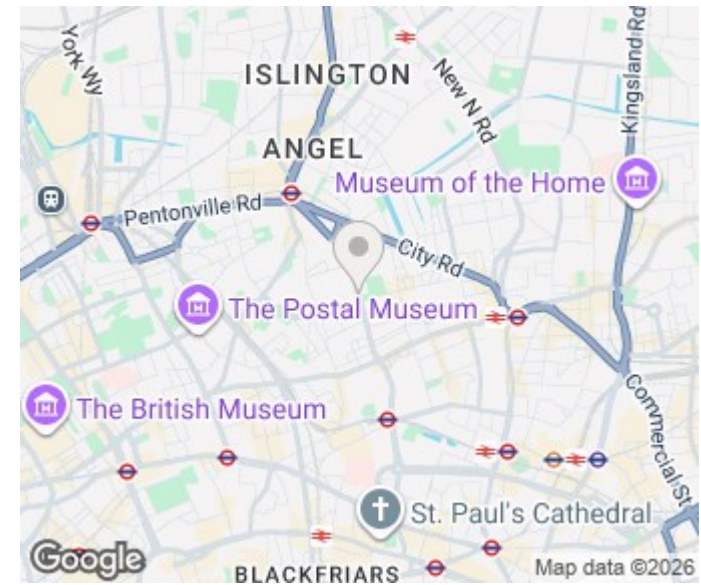 York Wy
ISLINGTON
New N Rd
Kingsland Rd
ANGEL
Museum of the Home
Pentonville Rd
City Rd
The Postal Museum
The British Museum
Commercial St
St. Paul's Cathedral
Google
BLACKFRIARS
Map data ©2026